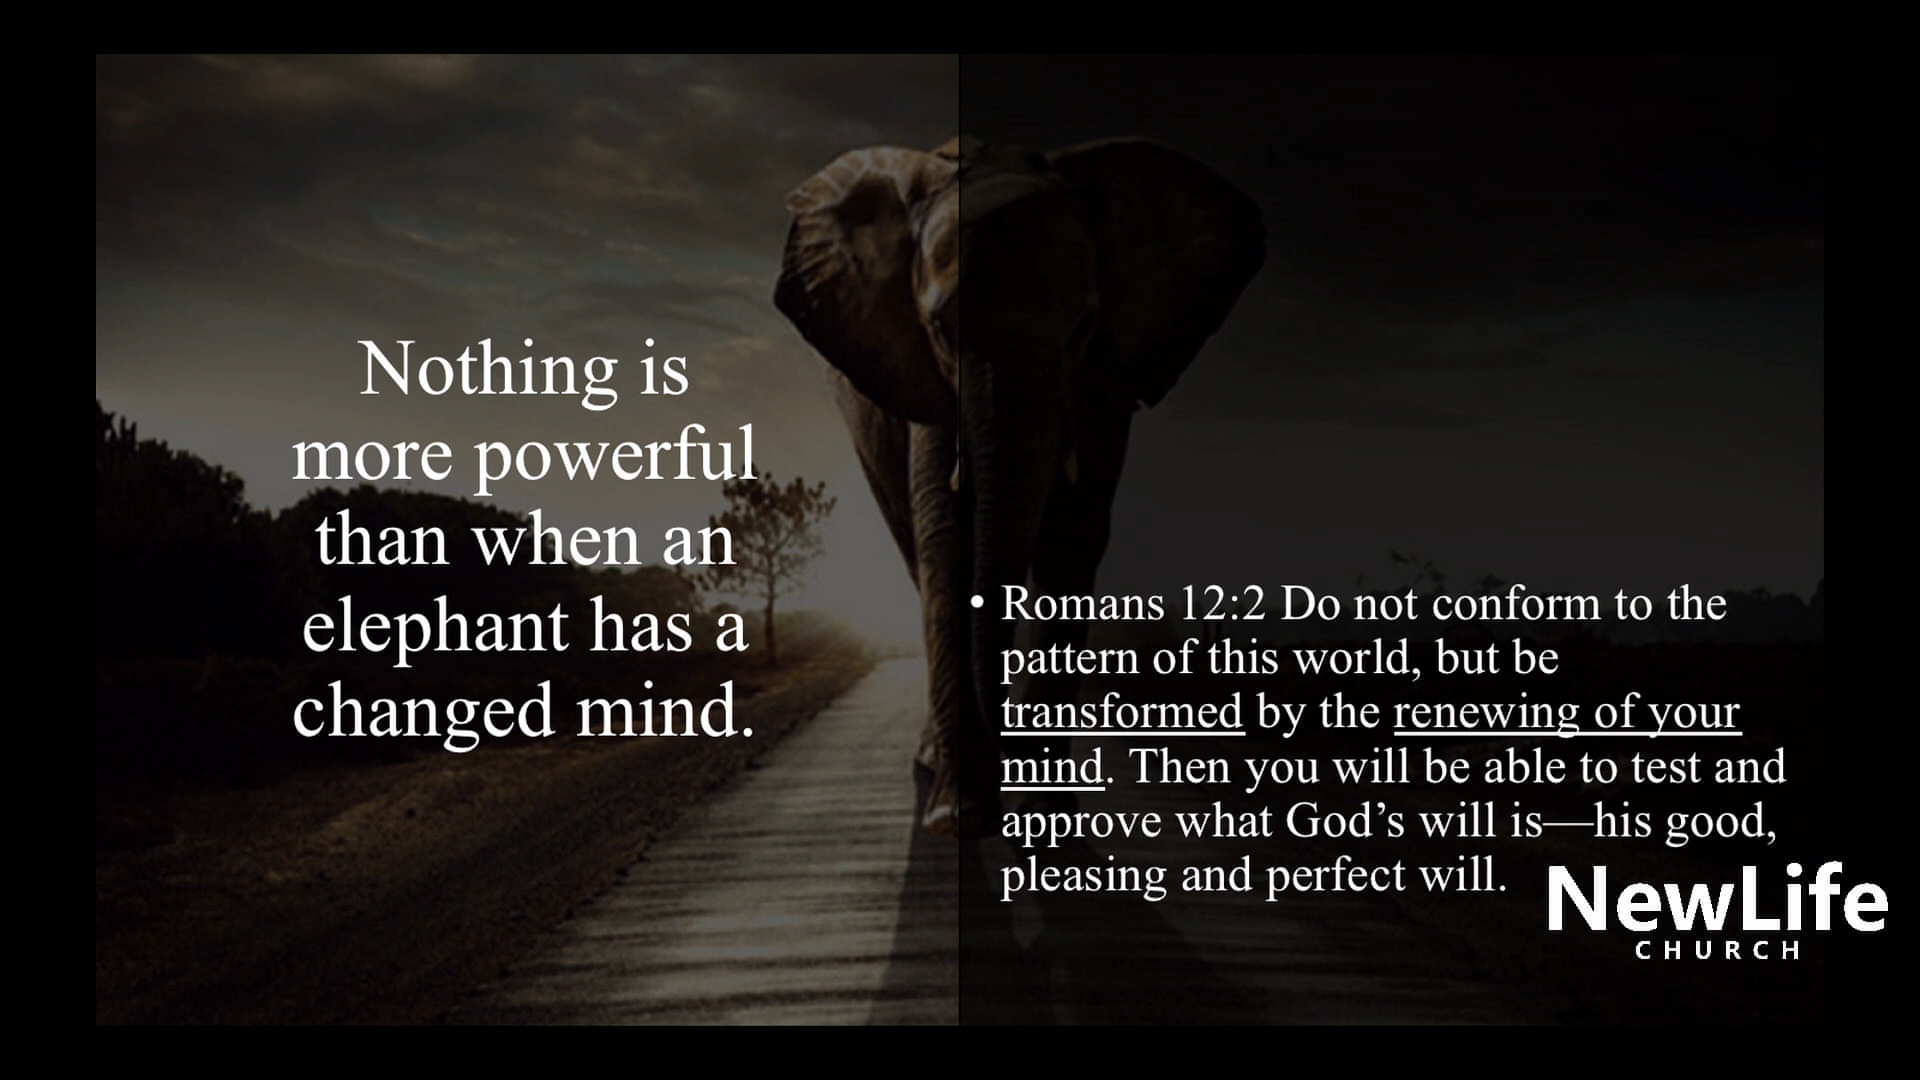 Nothing is
more powerful
than when an
elephant has a
changed mind.
• Romans 12:2 Do not conform to the
pattern of this world, but be
transformed by the renewing of your
mind. Then you will be able to test and
approve what God’s will is—his good,
pleasing and perfect will.
NewLife
CHURCH